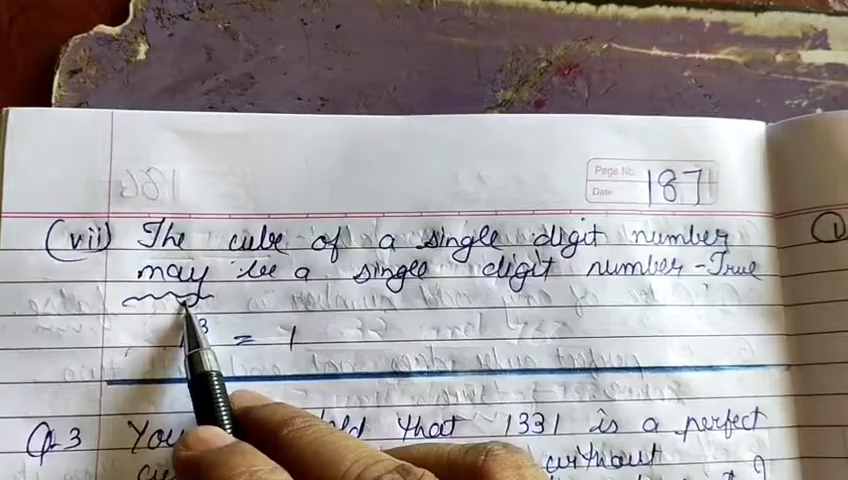 Page No. 187
Date
(vii) The cube of a single digit number
may be a single digit number - True
3 = 1
Q.3 that 1331 is a perfect
without